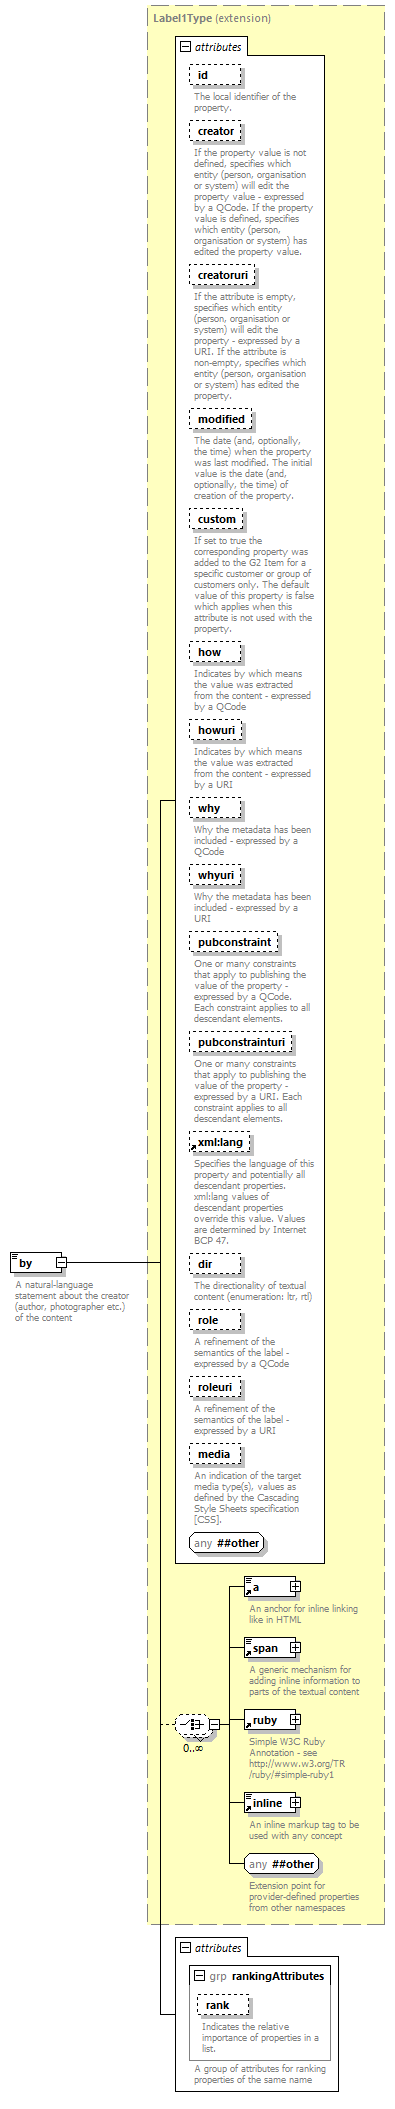 Label1Type (extension)
attributes
id
The local identifier of the
property.
creator
If the property value is not
defined, specifies which
entity (person, organisation
or system) will edit the
property value - expressed
by a QCode. If the property
value is defined, specifies
which entity (person,
organisation or system) has
edited the property value.
creatoruri
If the attribute is empty,
specifies which entity
(person, organisation or
system) will edit the
property - expressed by a
URI. If the attribute is
non-empty, specifies which
entity (person, organisation
or system) has edited the
property.
modified
The date (and, optionally,
the time) when the property
was last modified. The initial
value is the date (and,
optionally, the time) of
creation of the property.
custom
If set to true the
corresponding property was
added to the G2 Item for a
specific customer or group of
customers only. The default
value of this property is false
which applies when this
attribute is not used with the
property.
how
Indicates by which means
the value was extracted
from the content - expressed
by a QCode
howuri
Indicates by which means
the value was extracted
from the content - expressed
by a URI
why
Why the metadata has been
included - expressed by a
QCode
whyuri
Why the metadata has been
included - expressed by a
URI
pubconstraint
One or many constraints
that apply to publishing the
value of the property -
expressed by a QCode.
Each constraint applies to all
descendant elements.
pubconstrainturi
One or many constraints
that apply to publishing the
value of the property -
expressed by a URI. Each
constraint applies to all
descendant elements.
xml:lang
Specifies the language of this
property and potentially all
descendant properties.
xml:lang values of
descendant properties
override this value. Values
are determined by Internet
BCP 47.
dir
The directionality of textual
content (enumeration: ltr, rtl)
role
A refinement of the
semantics of the label -
expressed by a QCode
roleuri
A refinement of the
semantics of the label -
expressed by a URI
media
An indication of the target
media type(s), values as
defined by the Cascading
Style Sheets specification
[CSS].
any ##other
by
A natural-language
statement about the creator
(author, photographer etc.)
of the content
0..∞
a
An anchor for inline linking
like in HTML
span
A generic mechanism for
adding inline information to
parts of the textual content
ruby
Simple W3C Ruby
Annotation - see
http://www.w3.org/TR
/ruby/#simple-ruby1
inline
An inline markup tag to be
used with any concept
any ##other
Extension point for
provider-defined properties
from other namespaces
attributes
grp rankingAttributes
rank
Indicates the relative
importance of properties in a
list.
A group of attributes for ranking
properties of the same name